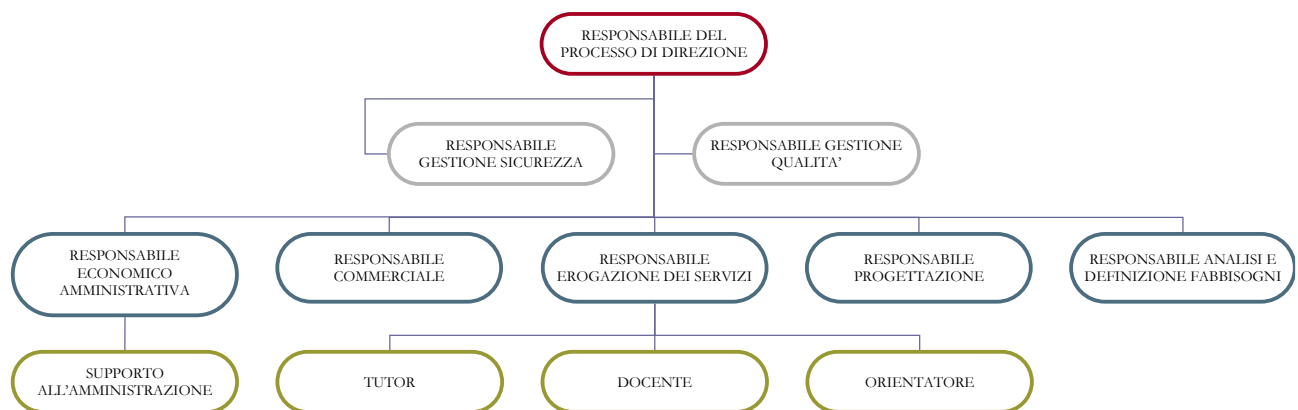 RESPONSABILE DEL
PROCESSO DI DIREZIONE
RESPONSABILE
GESTIONE SICUREZZA
RESPONSABILE GESTIONE
QUALITA’
RESPONSABILE
ECONOMICO
AMMINISTRATIVA
RESPONSABILE
COMMERCIALE
RESPONSABILE
EROGAZIONE DEI SERVIZI
RESPONSABILE
PROGETTAZIONE
RESPONSABILE ANALISI E
DEFINIZIONE FABBISOGNI
SUPPORTO
ALL’AMMINISTRAZIONE
TUTOR
DOCENTE
ORIENTATORE